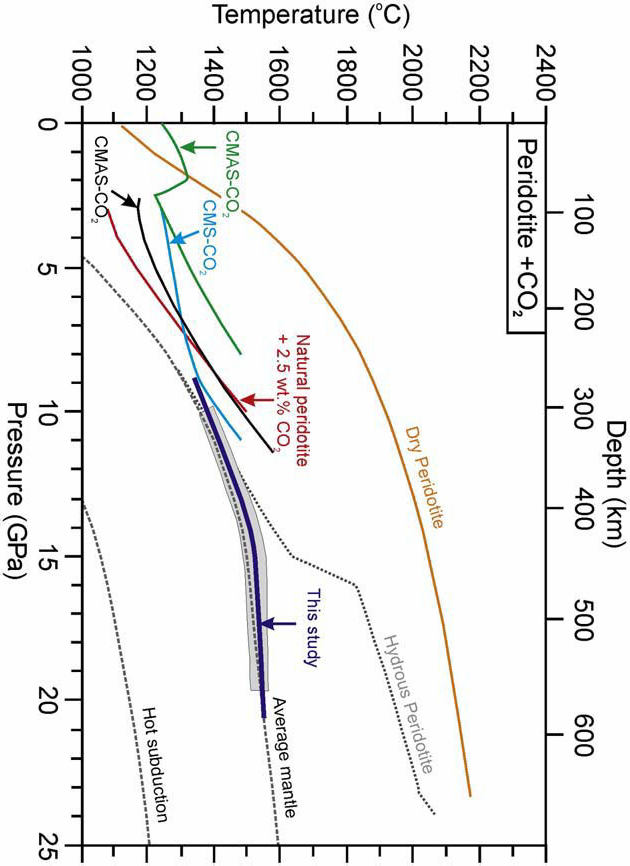 Temperature (°C)
1000
1200
1400
1600
1800
2000
2200
2400
Peridotite +CO₂
0
5
10
15
20
25
Pressure (GPa)
100
200
300
400
500
600
Depth (km)
CMAS-CO₂
CMAS-CO₂
CMS-CO₂
Natural peridotite
+ 2.5 wt.% CO₂
Dry Peridotite
Hydrous Peridotite
This study
Average mantle
Hot subduction